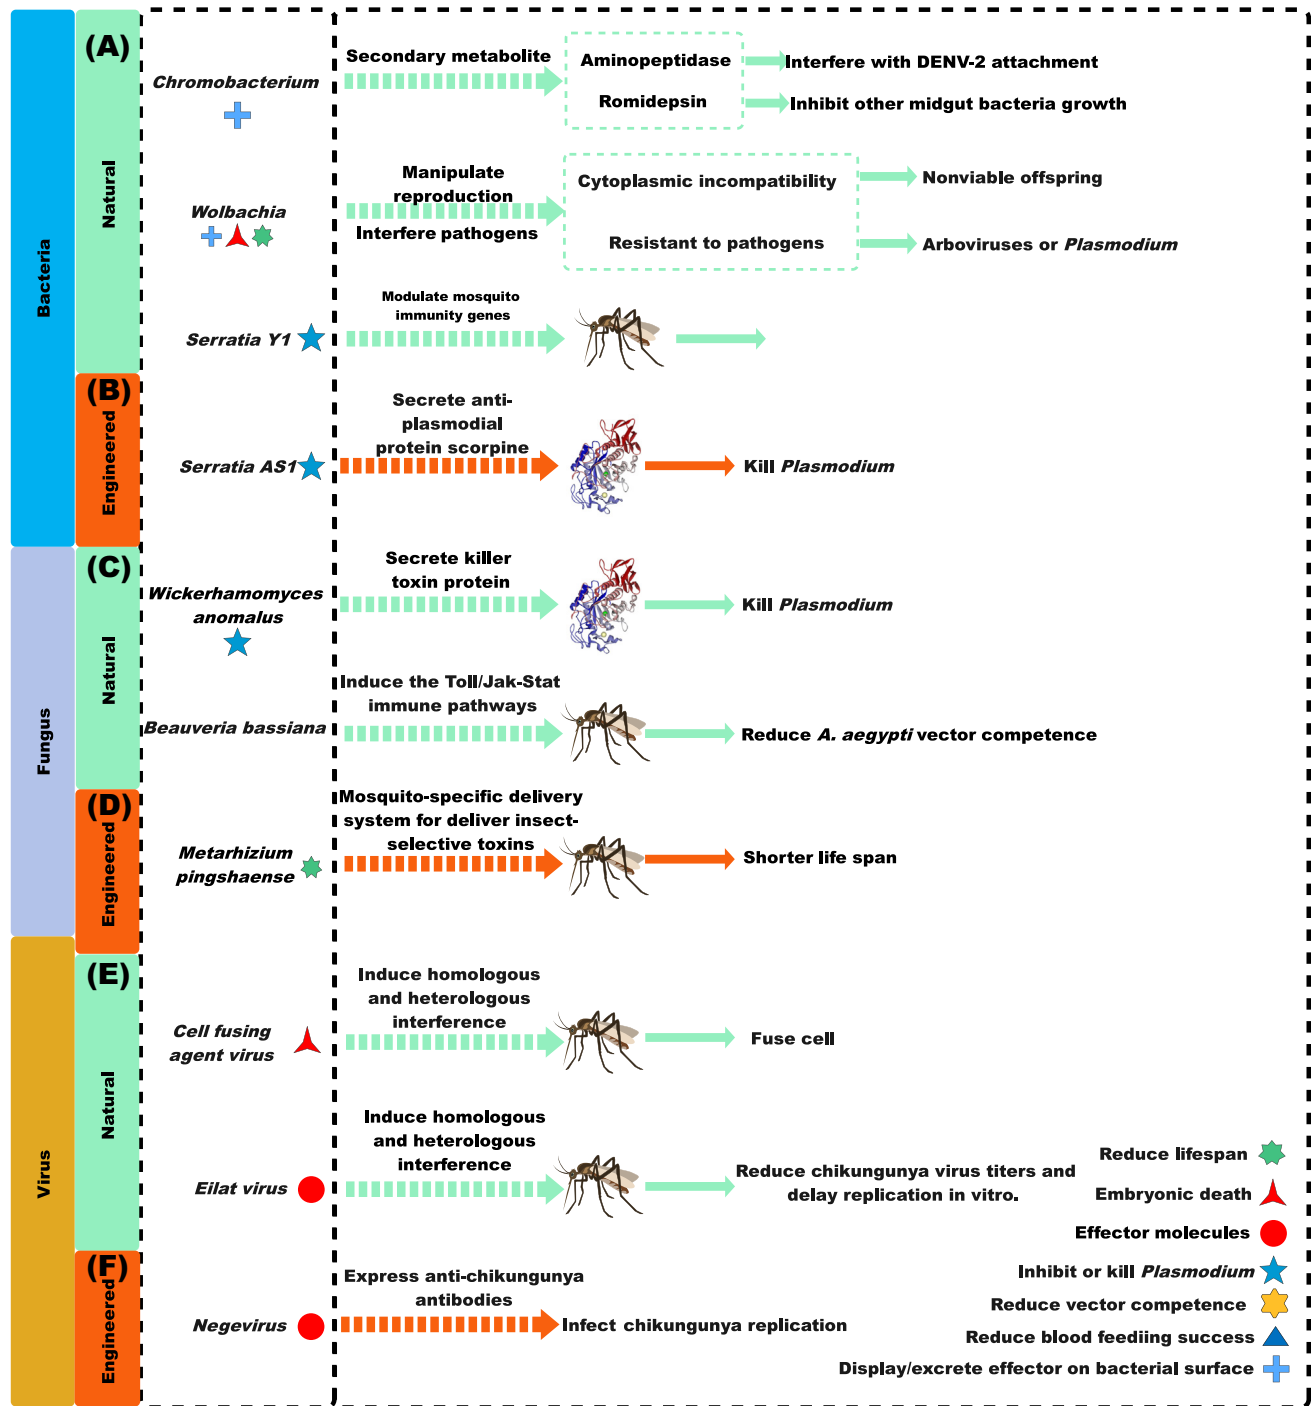 Bacteria
Natural
(A)
Chromobacterium
Secondary metabolite
Aminopeptidase
Interfere with DENV-2 attachment
Romidepsin
Inhibit other midgut bacteria growth
Wolbachia
Manipulate
reproduction
Interfere pathogens
Cytoplasmic incompatibility
Nonviable offspring
Resistant to pathogens
Arboviruses or Plasmodium
Serratia Y1
Modulate mosquito
immunity genes
Engineered
(B)
Serratia AS1
Secrete anti-
plasmodial
protein scorpine
Kill Plasmodium
Fungus
Natural
(C)
Wickerhamomyces
anomalus
Secrete killer
toxin protein
Kill Plasmodium
Beauveria bassiana
Induce the Toll/Jak-Stat
immune pathways
Reduce A. aegypti vector competence
Engineered
(D)
Metarhizium
pingshaense
Mosquito-specific delivery
system for deliver insect-
selective toxins
Shorter life span
Virus
Natural
(E)
Cell fusing
agent virus
Induce homologous
and heterologous
interference
Fuse cell
Eilat virus
Induce homologous
and heterologous
interference
Reduce chikungunya virus titers and
delay replication in vitro.
Engineered
(F)
Negevirus
Express anti-chikungunya
antibodies
Infect chikungunya replication
Reduce lifespan
Embryonic death
Effector molecules
Inhibit or kill Plasmodium
Reduce vector competence
Reduce blood feediing success
Display/excrete effector on bacterial surface